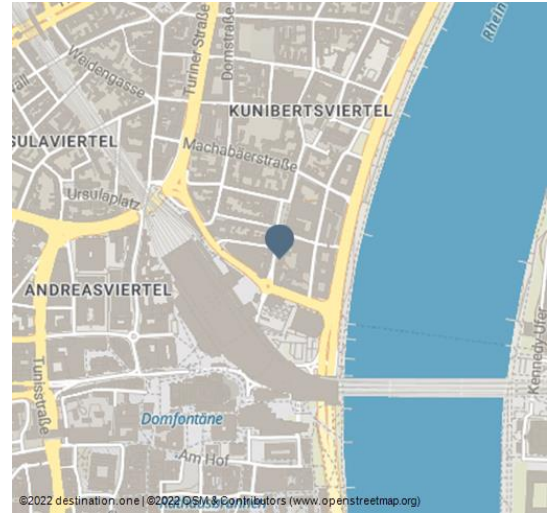 Rhein
Turiner Straße
Domstraße
Weidengasse
KUNIBERTSVIERTEL
SULAVIERTEL
Machabäerstraße
Ursulaplatz
ANDREASVIERTEL
Tunisstraße
Kennedy-Ufer
Domfontäne
Am Hof
©2022 destination.one | ©2022 OSM & Contributors (www.openstreetmap.org)